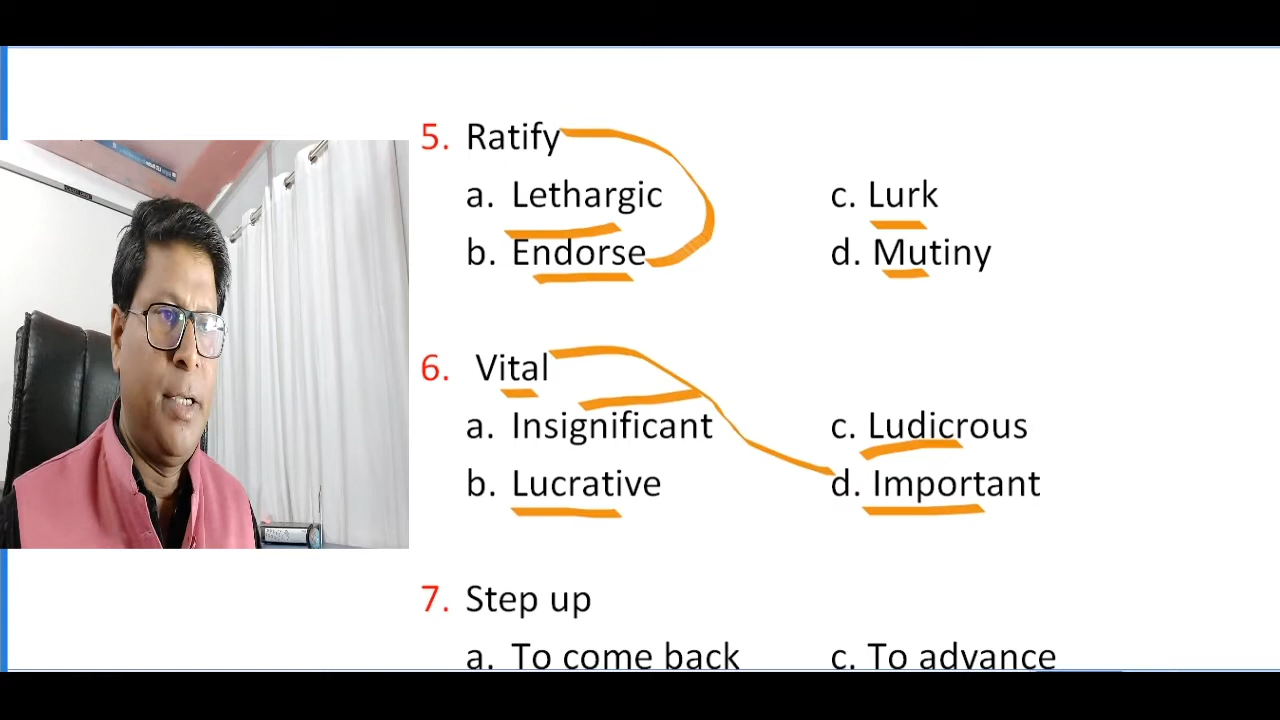 5. Ratify
a. Lethargic c. Lurk
b. Endorse d. Mutiny
6. Vital
a. Insignificant c. Ludicrous
b. Lucrative d. Important
7. Step up
a. To come back c. To advance